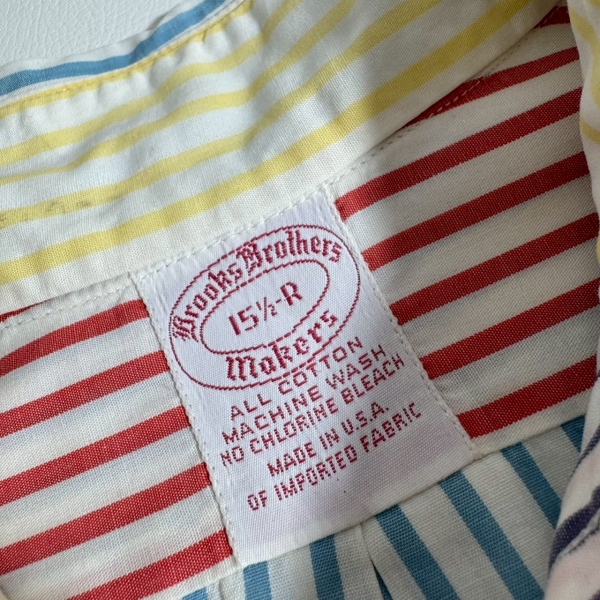 Brooks Brothers
15½-R
Makers
ALL COTTON
MACHINE WASH
NO CHLORINE BLEACH
MADE IN U.S.A.
OF IMPORTED FABRIC